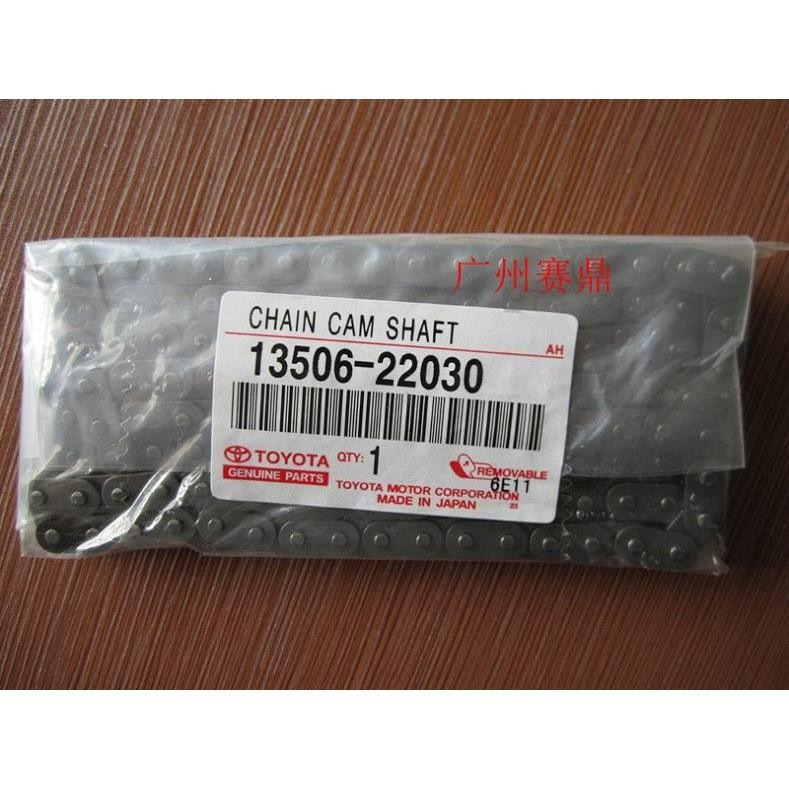 广州赛鼎
CHAIN CAM SHAFT
AH
13506-22030
TOYOTA
GENUINE PARTS
QTY: 1
REMOVABLE
6E11
TOYOTA MOTOR CORPORATION
MADE IN JAPAN
23